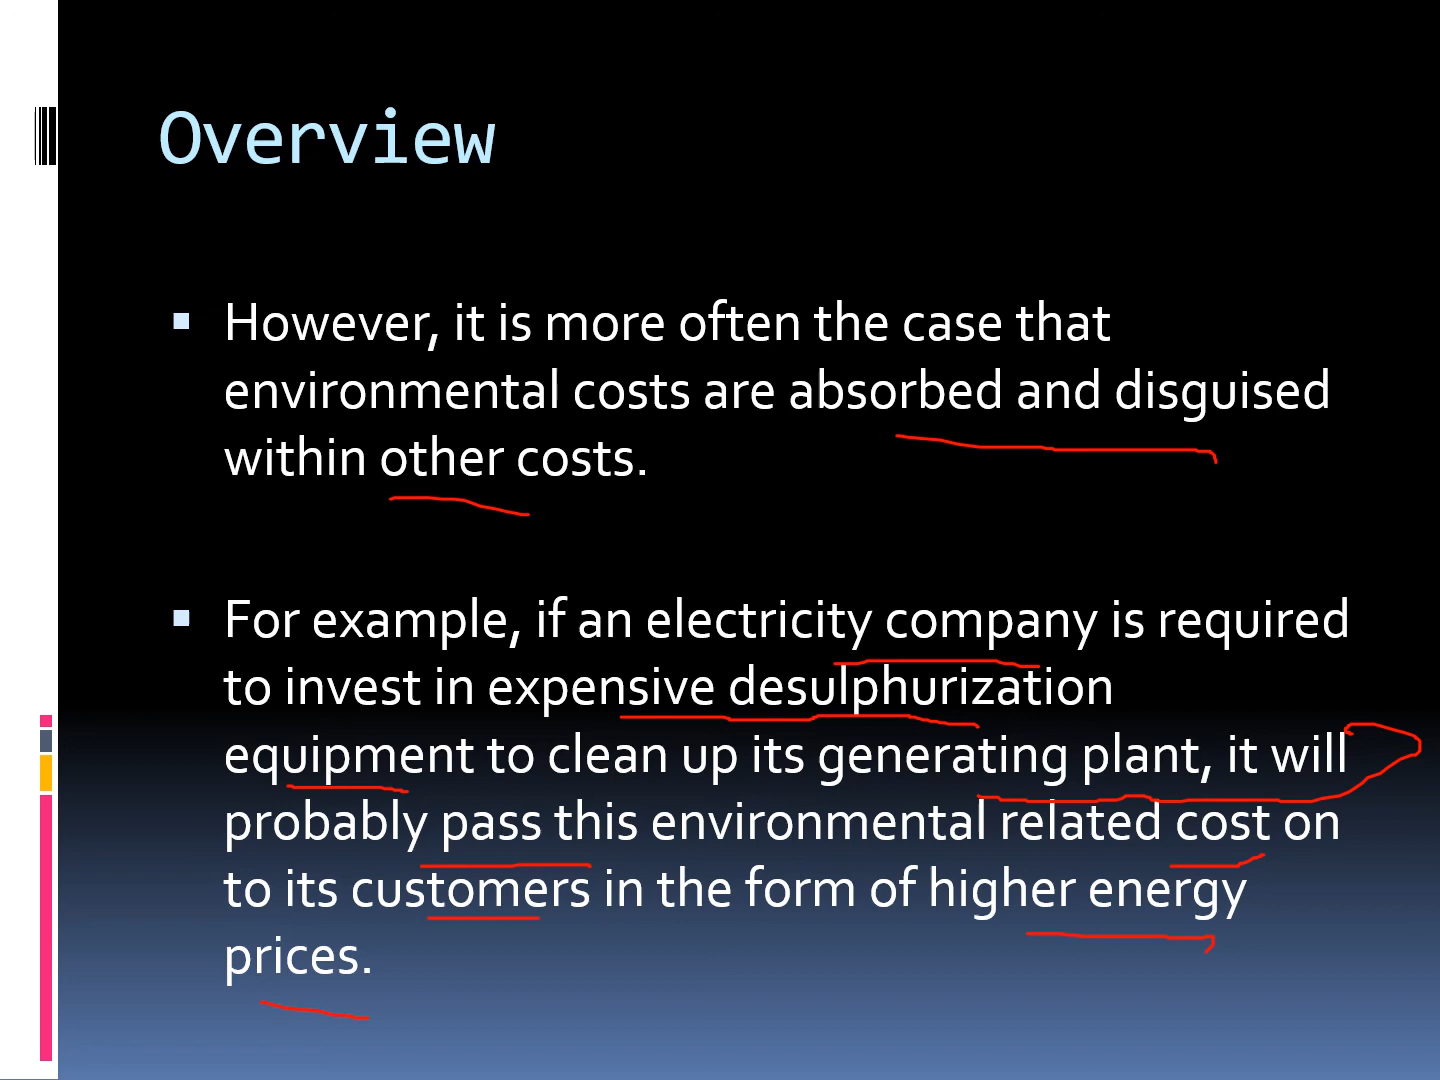 Overview
However, it is more often the case that
environmental costs are absorbed and disguised
within other costs.
For example, if an electricity company is required
to invest in expensive desulphurization
equipment to clean up its generating plant, it will
probably pass this environmental related cost on
to its customers in the form of higher energy
prices.